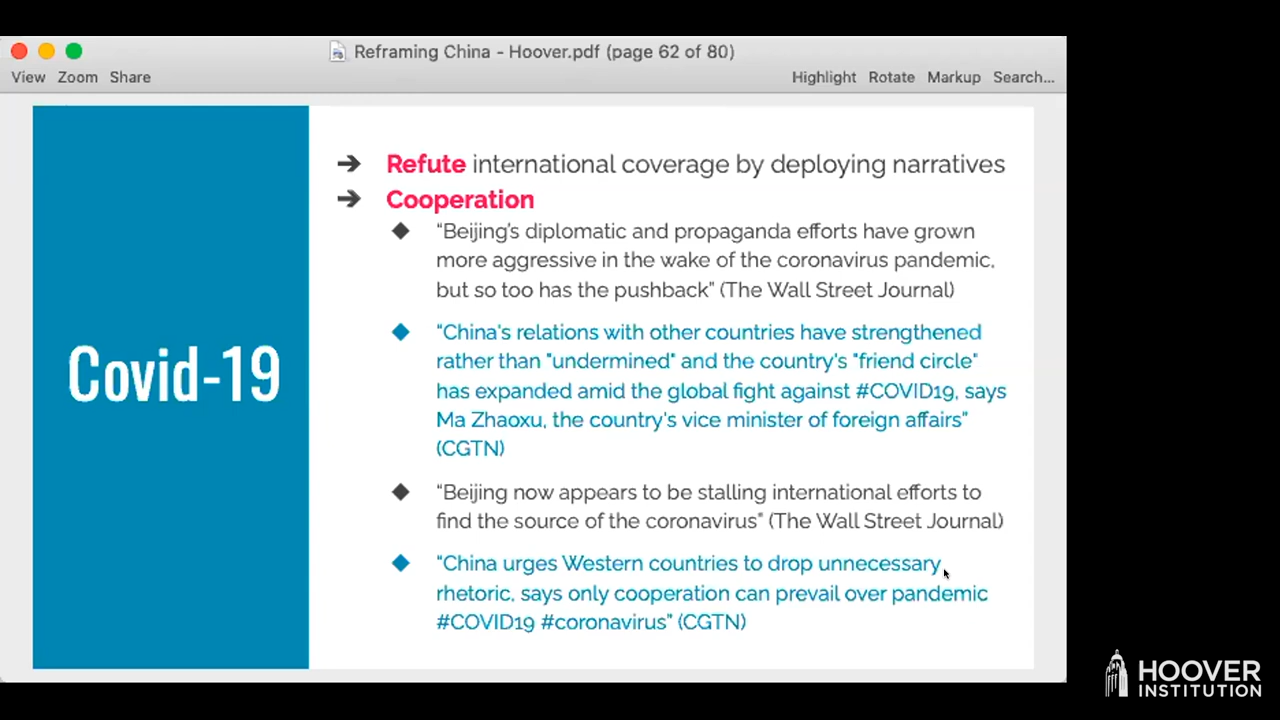 Reframing China - Hoover.pdf (page 62 of 80)
View Zoom Share Highlight Rotate Markup Search...
Covid-19
➔ Refute international coverage by deploying narratives
➔ Cooperation
◆ “Beijing’s diplomatic and propaganda efforts have grown
more aggressive in the wake of the coronavirus pandemic,
but so too has the pushback” (The Wall Street Journal)
◆ “China's relations with other countries have strengthened
rather than "undermined" and the country's "friend circle"
has expanded amid the global fight against #COVID19, says
Ma Zhaoxu, the country's vice minister of foreign affairs”
(CGTN)
◆ “Beijing now appears to be stalling international efforts to
find the source of the coronavirus” (The Wall Street Journal)
◆ “China urges Western countries to drop unnecessary
rhetoric, says only cooperation can prevail over pandemic
#COVID19 #coronavirus” (CGTN)
HOOVER
INSTITUTION